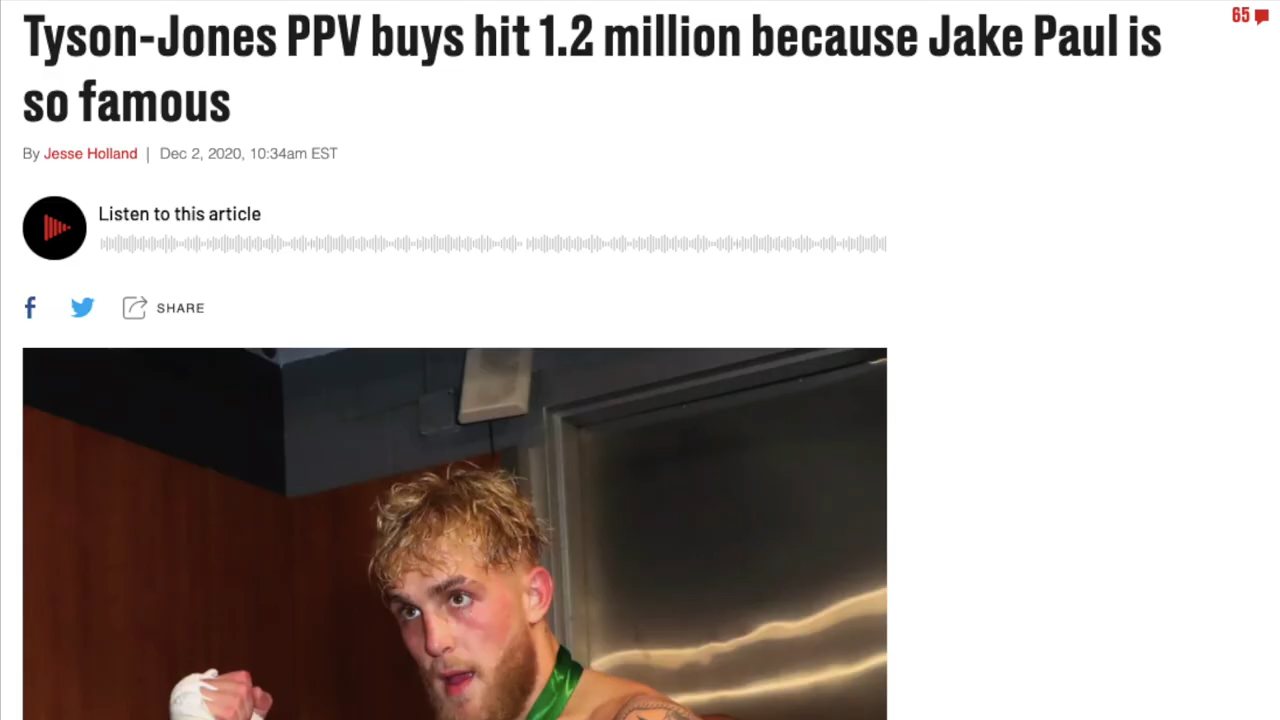 Tyson-Jones PPV buys hit 1.2 million because Jake Paul is
65
so famous
By Jesse Holland | Dec 2, 2020, 10:34am EST
Listen to this article
SHARE